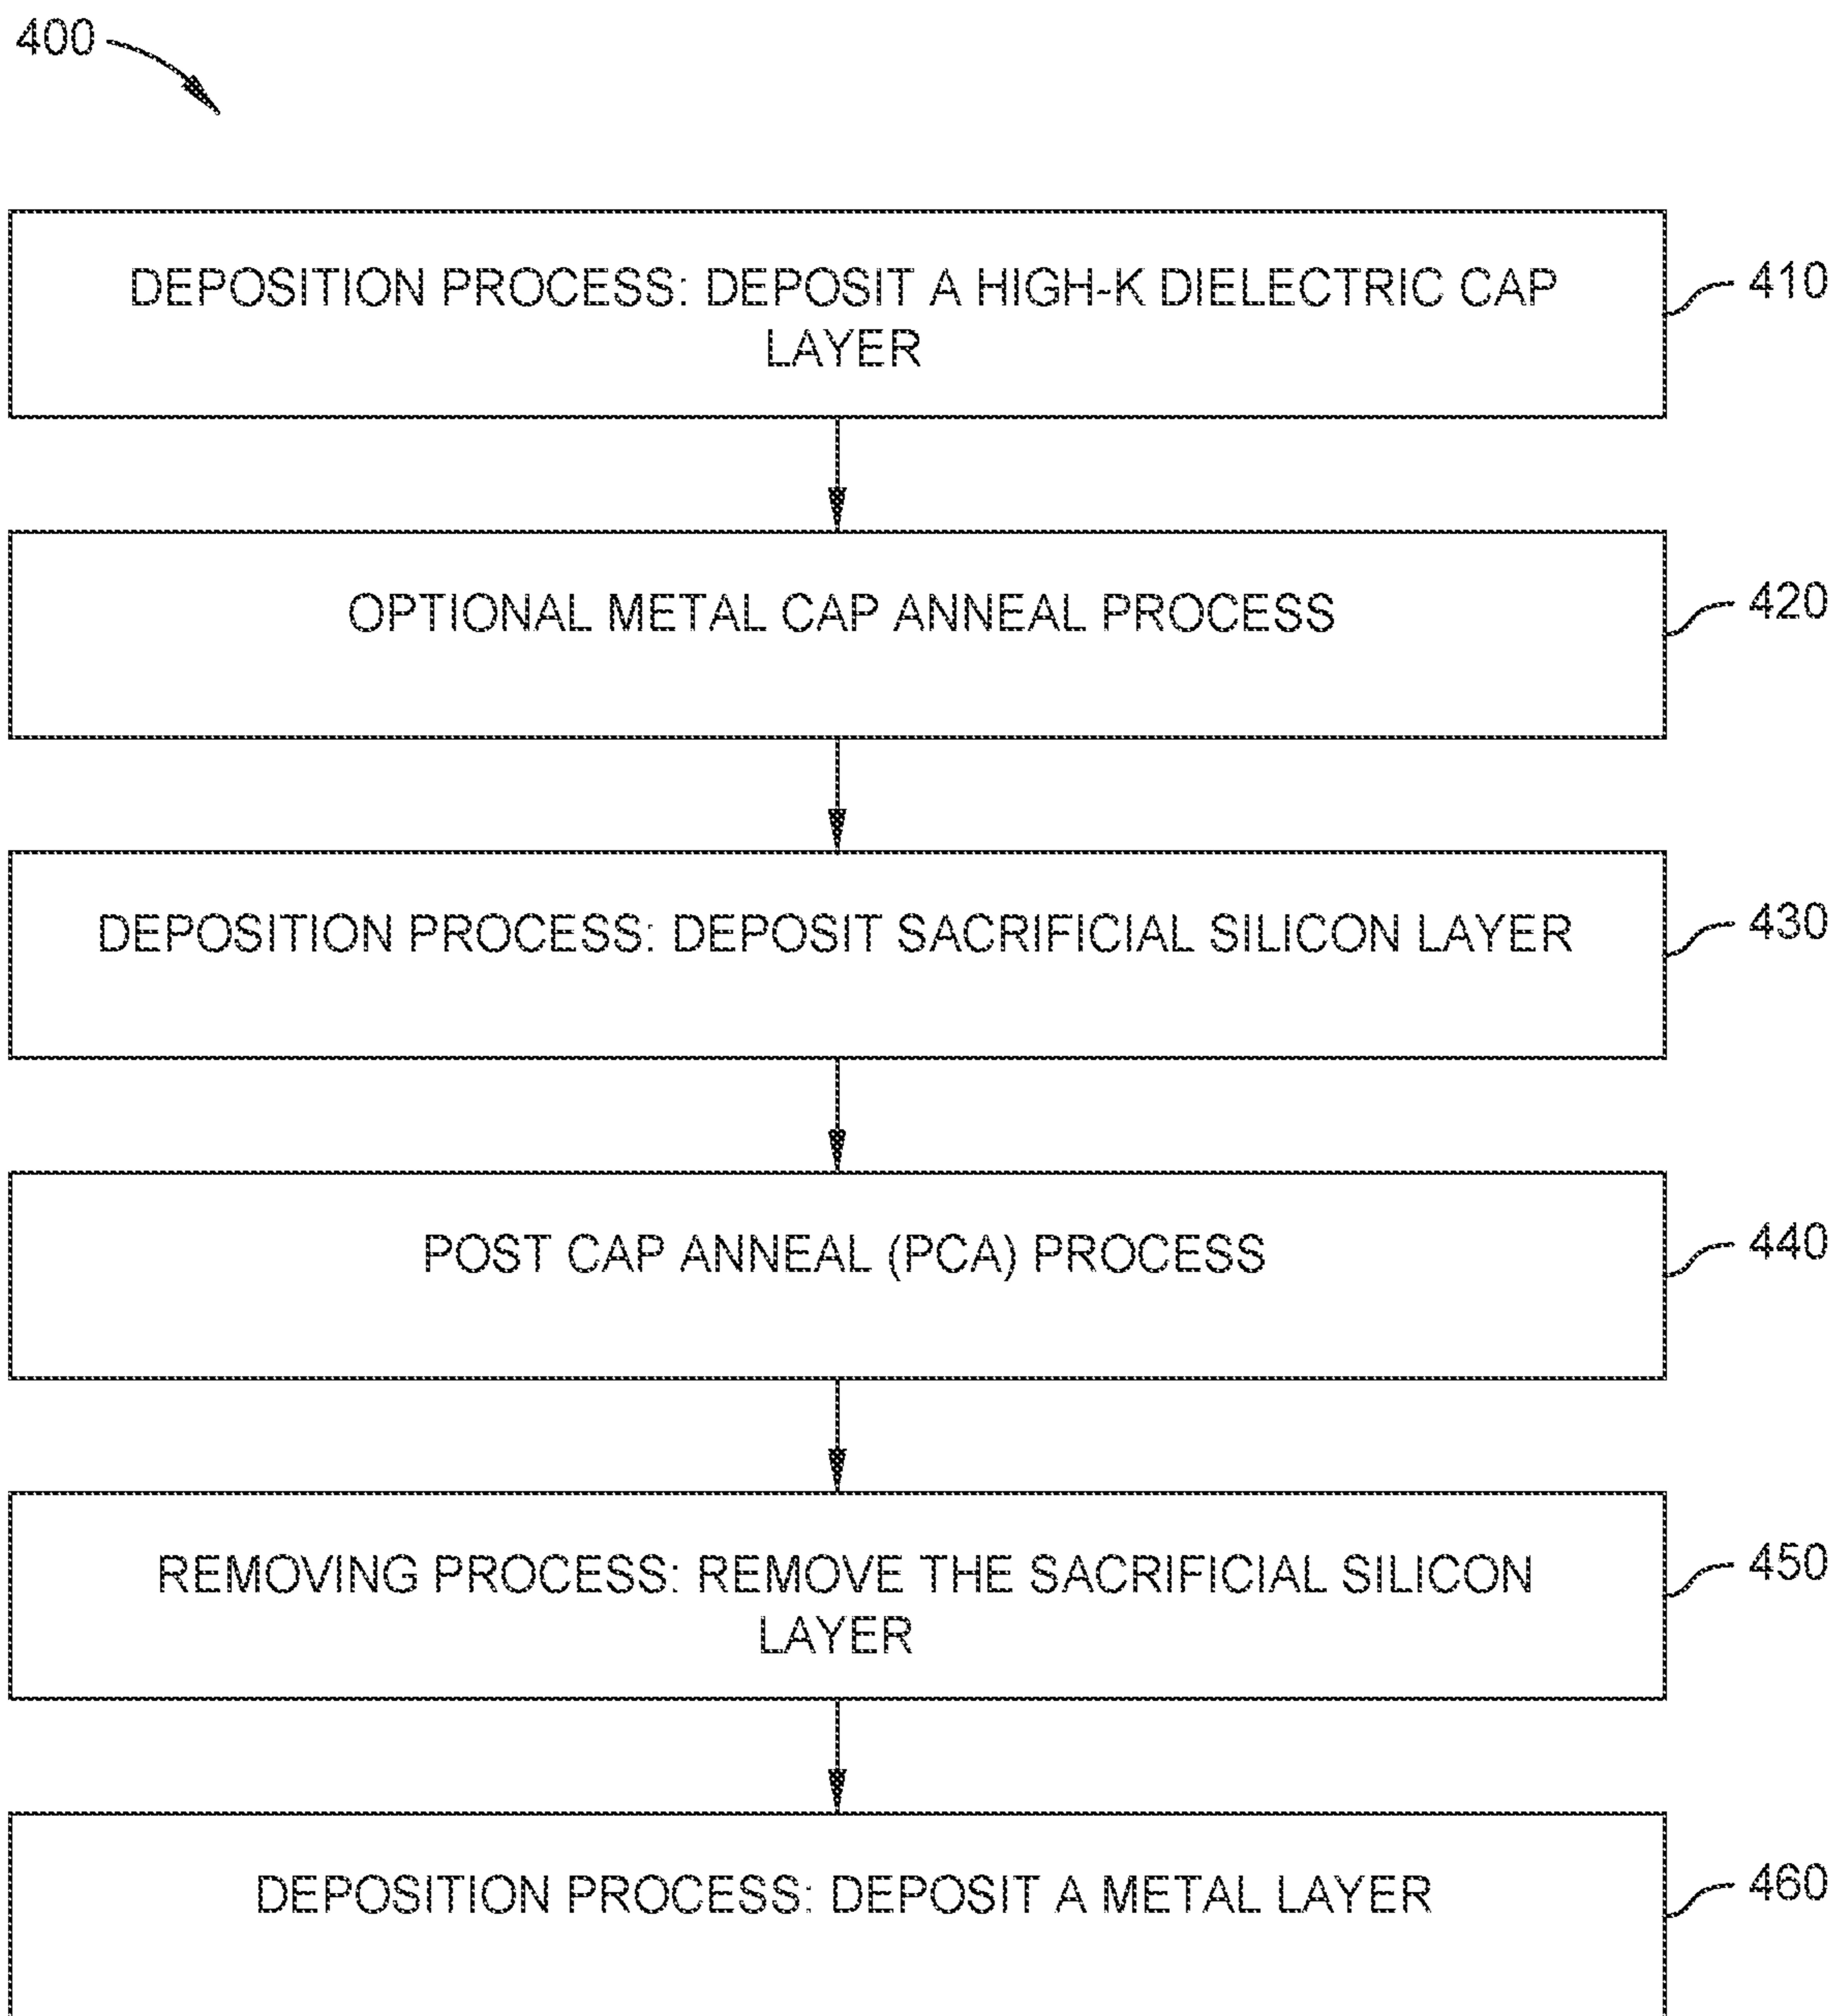 400
DEPOSITION PROCESS: DEPOSIT A HIGH-K DIELECTRIC CAP
LAYER
410
OPTIONAL METAL CAP ANNEAL PROCESS
420
DEPOSITION PROCESS: DEPOSIT SACRIFICIAL SILICON LAYER
430
POST CAP ANNEAL (PCA) PROCESS
440
REMOVING PROCESS: REMOVE THE SACRIFICIAL SILICON
LAYER
450
DEPOSITION PROCESS: DEPOSIT A METAL LAYER
460